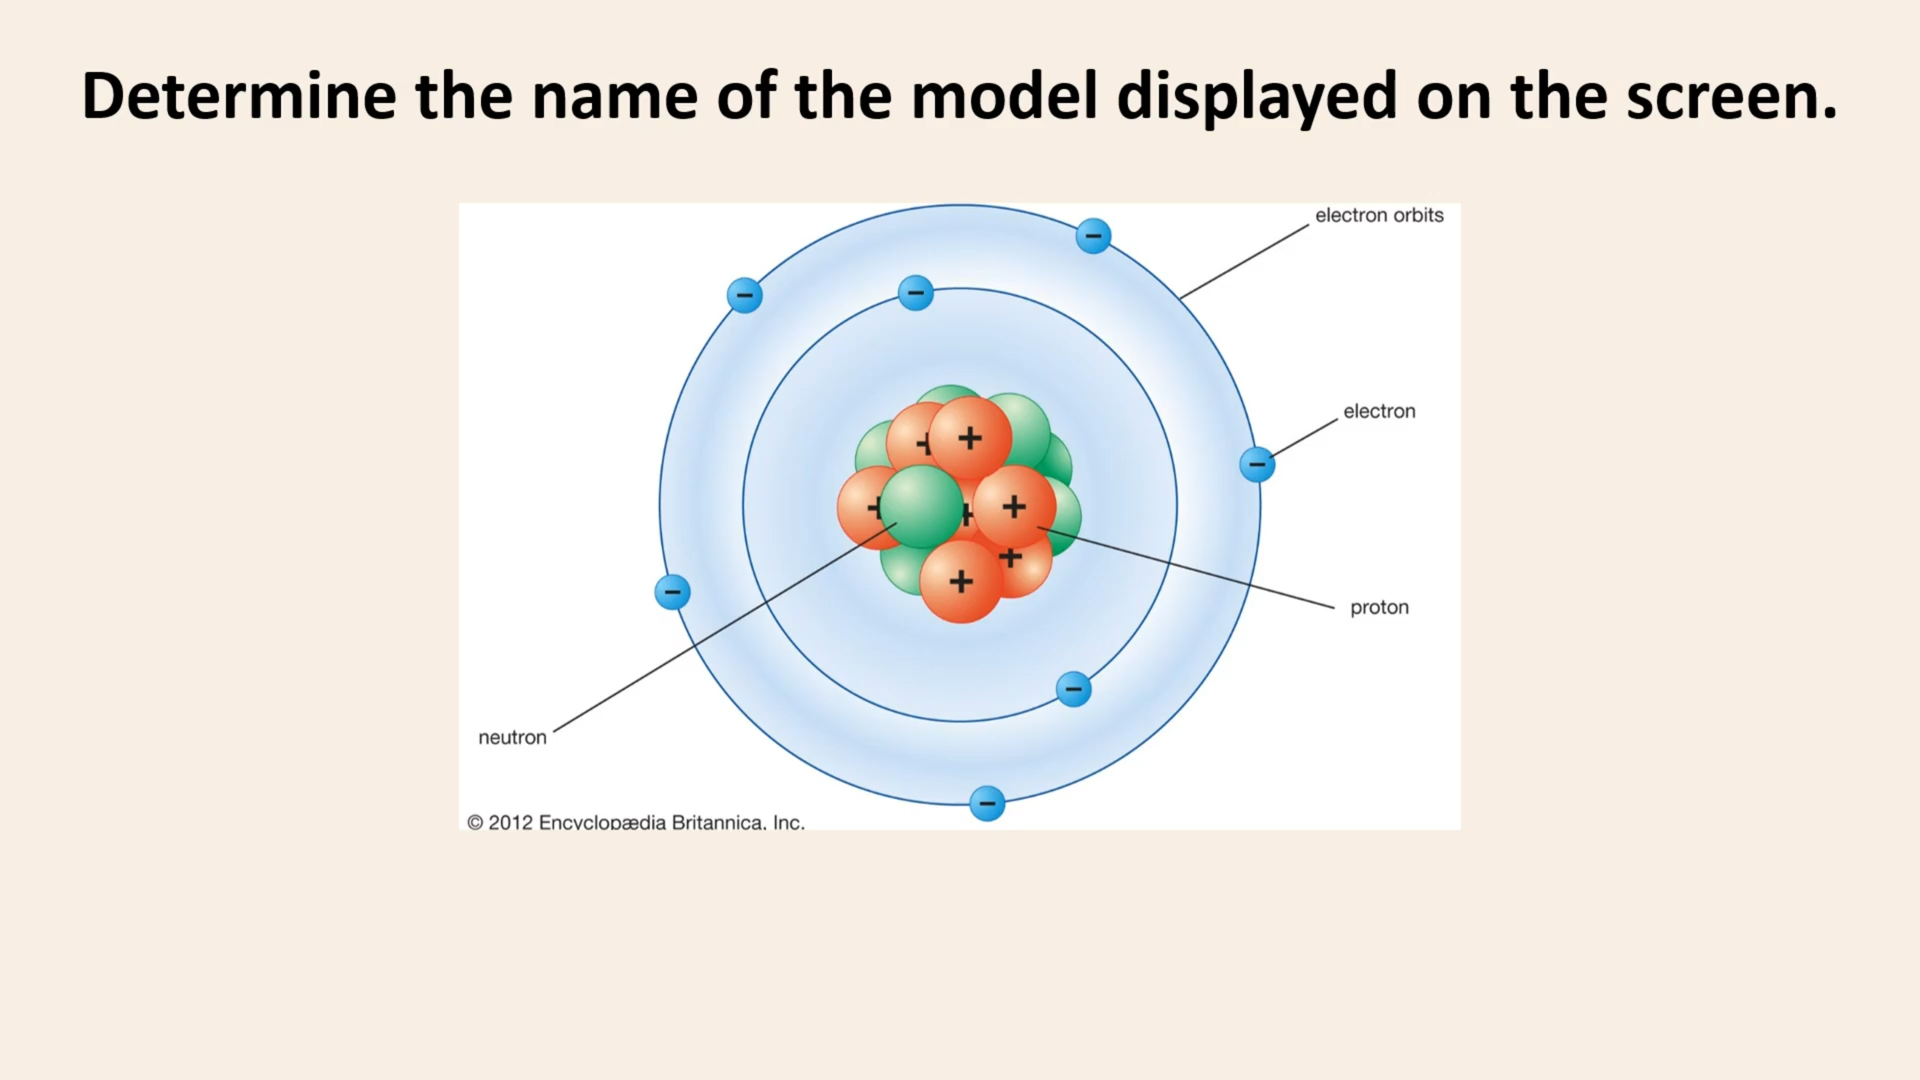 Determine the name of the model displayed on the screen.
electron orbits
−
−
−
electron
−
+
+
+
+
+
−
+
+
proton
−
neutron
−
© 2012 Encyclopædia Britannica, Inc.